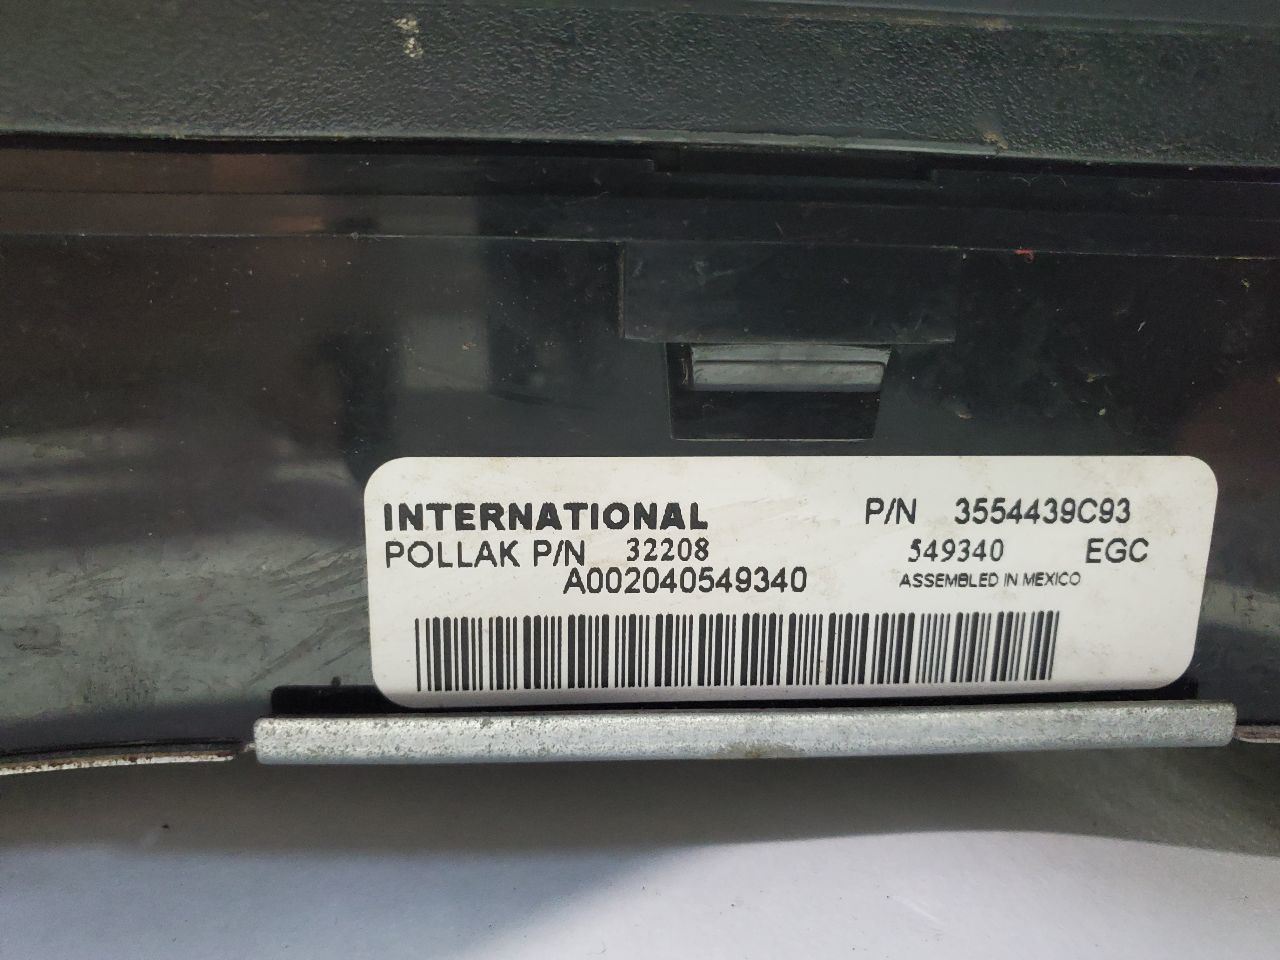 INTERNATIONAL P/N 3554439C93
POLLAK P/N 32208 549340 EGC
A002040549340 ASSEMBLED IN MEXICO